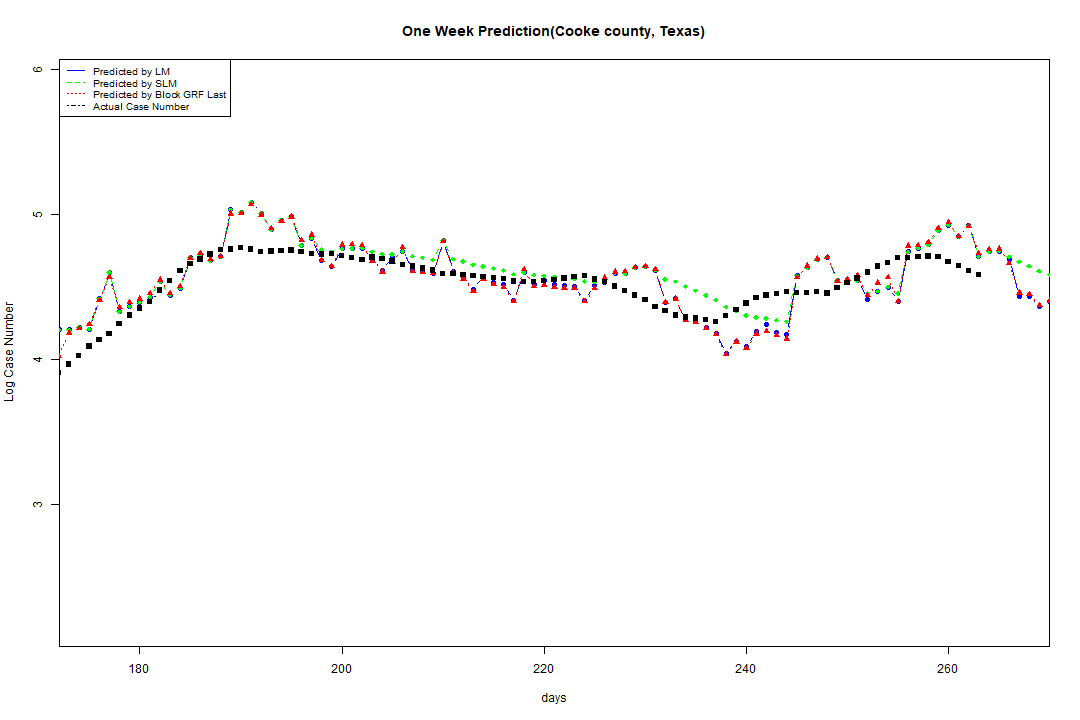 One Week Prediction(Cooke county, Texas)
Predicted by LM
Predicted by SLM
Predicted by Block GRF Last
Actual Case Number
6
5
4
3
Log Case Number
180 200 220 240 260
days